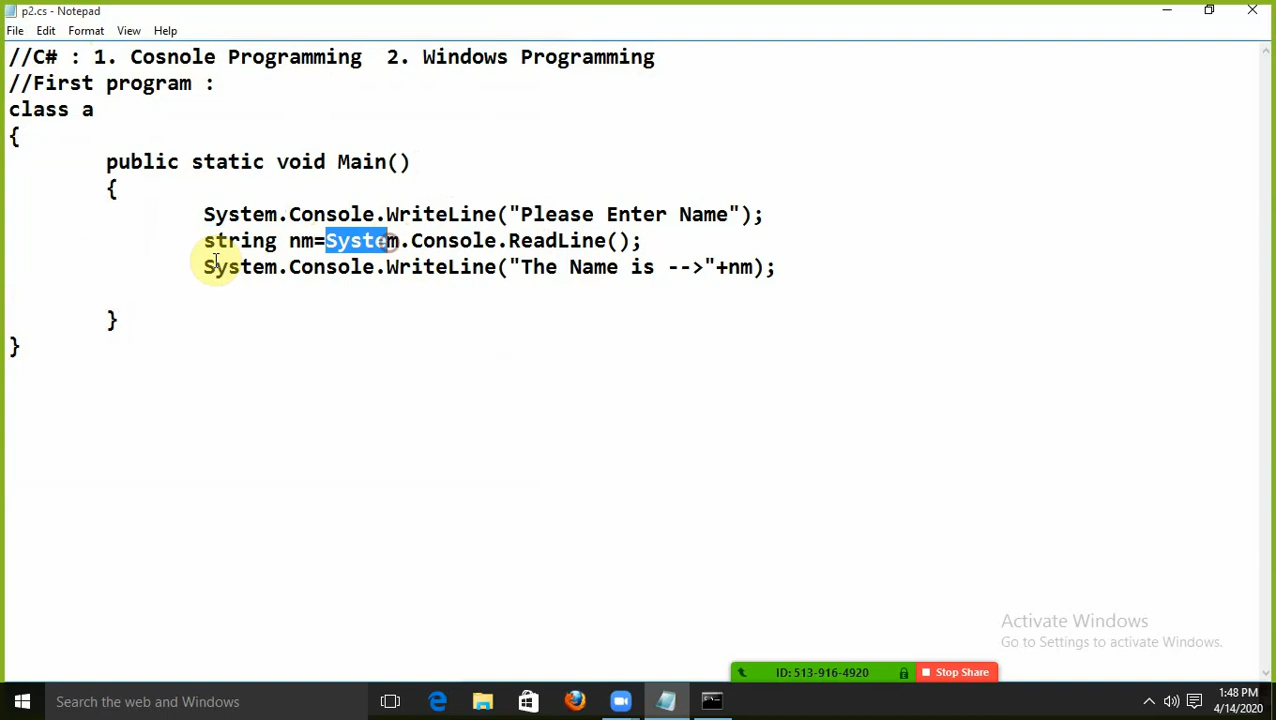 p2.cs - Notepad
File Edit Format View Help
//C# : 1. Cosnole Programming 2. Windows Programming
//First program :
class a
{
public static void Main()
{
System.Console.WriteLine("Please Enter Name");
string nm=System.Console.ReadLine();
System.Console.WriteLine("The Name is -->"+nm);
}
}
Activate Windows
Go to Settings to activate Windows.
ID: 513-916-4920 Stop Share
Search the web and Windows
1:48 PM
4/14/2020